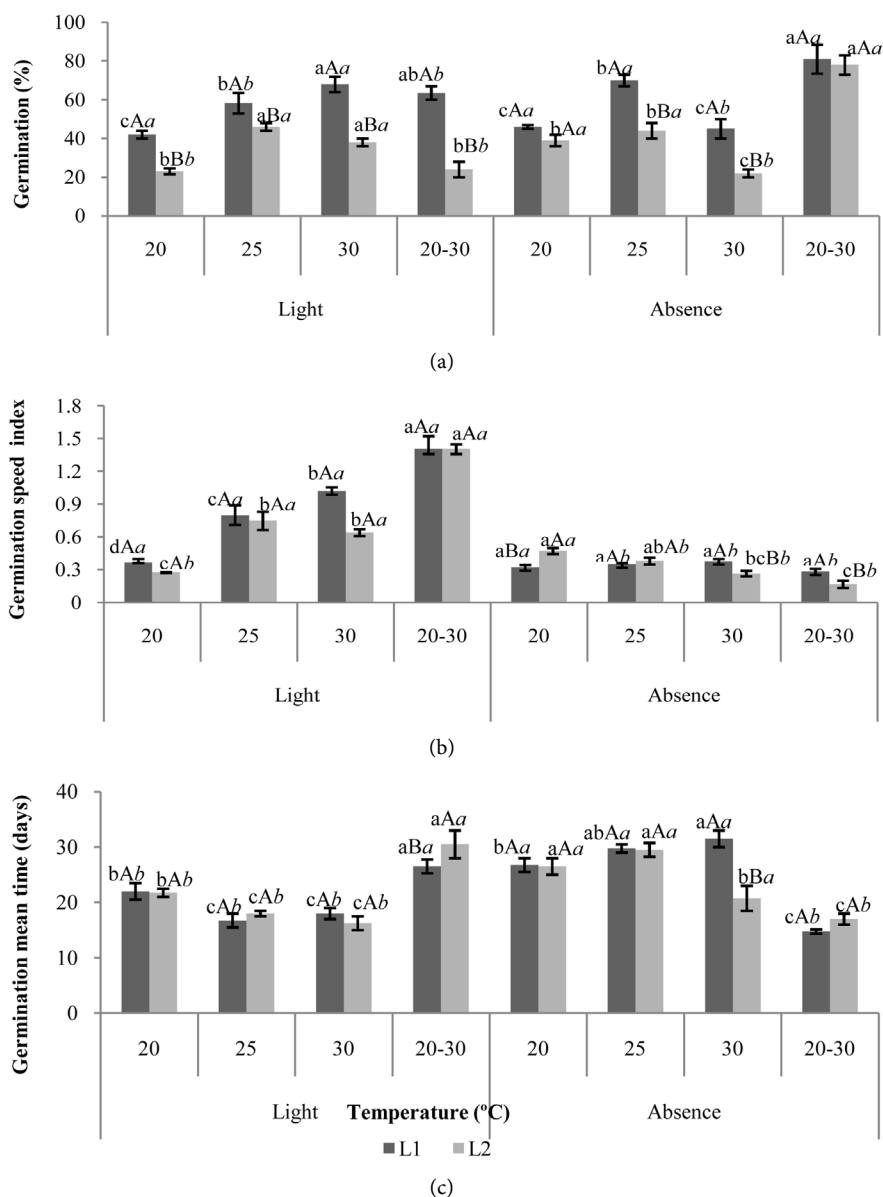 100
80
60
40
20
0
Germination (%)
cAa bBb bAb aBa aAa aBa abAb bBb cAa bAa bAa bBa cAb cBb aAa aAa
20 25 30 20-30 20 25 30 20-30
Light Absence
(a)
1.8
1.5
1.2
0.9
0.6
0.3
0
Germination speed index
dAa cAb cAa bAa bAa bAa aAa aAa aBa aAa aAb abAb aAb bcBb aAb cBb
20 25 30 20-30 20 25 30 20-30
Light Absence
(b)
40
30
20
10
0
Germination mean time (days)
bAb bAb cAb cAb cAb cAb aBa aAa bAa aAa abAa aAa aAa bBa cAb cAb
20 25 30 20-30 20 25 30 20-30
Light Temperature (ºC) Absence
L1 L2
(c)